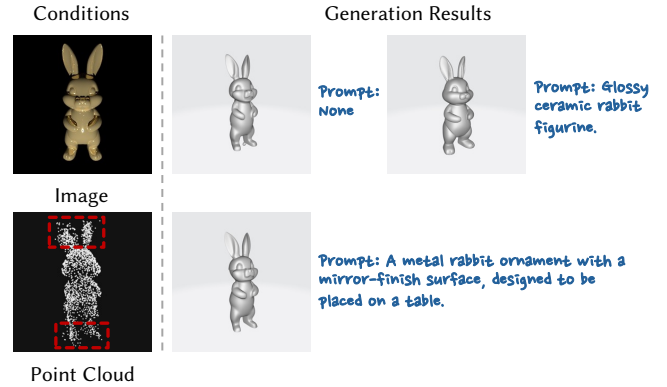 Conditions
Generation Results
Prompt:
None
Prompt: Glossy
ceramic rabbit
figurine.
Image
Prompt: A metal rabbit ornament with a
mirror-finish surface, designed to be
placed on a table.
Point Cloud